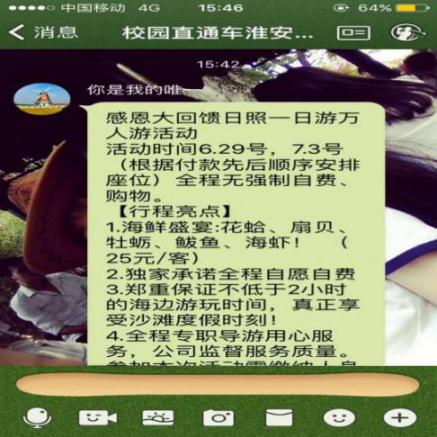 中国移动 4G 15:46 64%
消息 校园直通车淮安...
15:42
你是我的唯一
感恩大回馈日照一日游万
人游活动
活动时间6.29号，7.3号
（根据付款先后顺序安排
座位）全程无强制自费、
购物。
【行程亮点】
1.海鲜盛宴:花蛤、扇贝、
牡蛎、鲅鱼、海虾！（
25元/客）
2.独家承诺全程自愿自费
3.郑重保证不低于2小时
的海边游玩时间，真正享
受沙滩度假时刻！
4.全程专职导游用心服
务，公司监督服务质量。